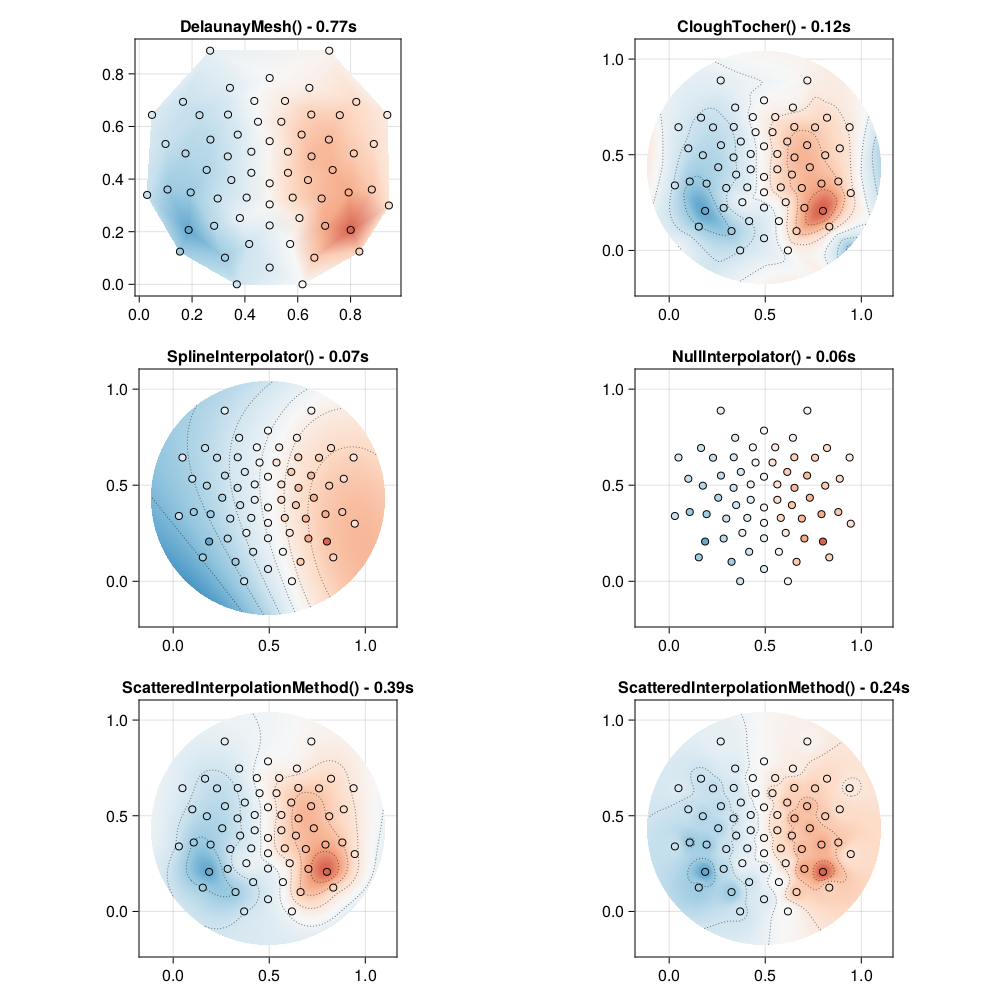 DelaunayMesh() - 0.77s
0.8
0.6
0.4
0.2
0.0
0.0 0.2 0.4 0.6 0.8
CloughTocher() - 0.12s
1.0
0.5
0.0
0.0 0.5 1.0
SplineInterpolator() - 0.07s
1.0
0.5
0.0
0.0 0.5 1.0
NullInterpolator() - 0.06s
1.0
0.5
0.0
0.0 0.5 1.0
ScatteredInterpolationMethod() - 0.39s
1.0
0.5
0.0
0.0 0.5 1.0
ScatteredInterpolationMethod() - 0.24s
1.0
0.5
0.0
0.0 0.5 1.0